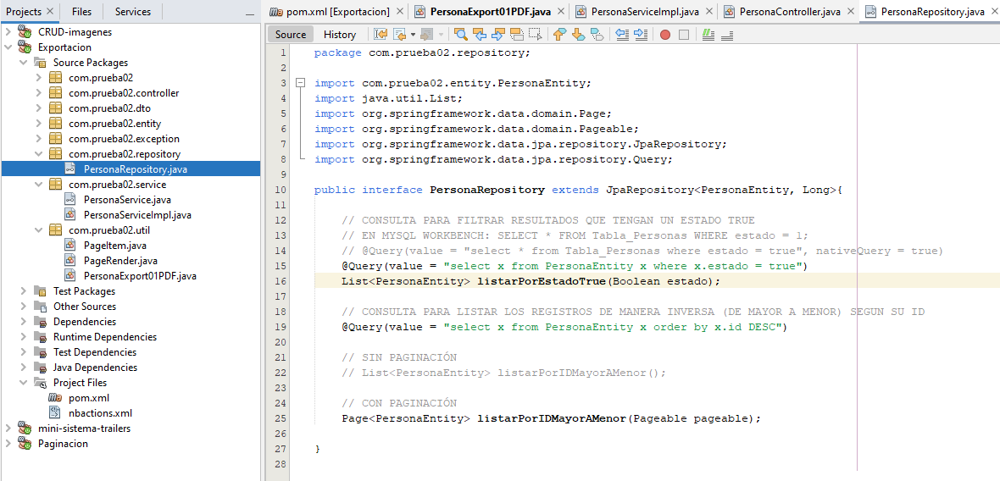 Projects
Files
Services
CRUD-imagenes
Exportacion
Source Packages
com.prueba02
com.prueba02.controller
com.prueba02.dto
com.prueba02.entity
com.prueba02.exception
com.prueba02.repository
PersonaRepository.java
com.prueba02.service
PersonaService.java
PersonaServiceImpl.java
com.prueba02.util
PageItem.java
PageRender.java
PersonaExport01PDF.java
Test Packages
Other Sources
Dependencies
Runtime Dependencies
Test Dependencies
Java Dependencies
Project Files
pom.xml
nbactions.xml
mini-sistema-trailers
Paginacion
pom.xml [Exportacion]
PersonaExport01PDF.java
PersonaServiceImpl.java
PersonaController.java
PersonaRepository.java
Source
History
1 package com.prueba02.repository;
2
3 import com.prueba02.entity.PersonaEntity;
4 import java.util.List;
5 import org.springframework.data.domain.Page;
6 import org.springframework.data.domain.Pageable;
7 import org.springframework.data.jpa.repository.JpaRepository;
8 import org.springframework.data.jpa.repository.Query;
9
10 public interface PersonaRepository extends JpaRepository<PersonaEntity, Long>{
11
12 // CONSULTA PARA FILTRAR RESULTADOS QUE TENGAN UN ESTADO TRUE
13 // EN MYSQL WORKBENCH: SELECT * FROM Tabla_Personas WHERE estado = 1;
14 // @Query(value = "select * from Tabla_Personas where estado = true", nativeQuery = true)
15 @Query(value = "select x from PersonaEntity x where x.estado = true")
16 List<PersonaEntity> listarPorEstadoTrue(Boolean estado);
17
18 // CONSULTA PARA LISTAR LOS REGISTROS DE MANERA INVERSA (DE MAYOR A MENOR) SEGUN SU ID
19 @Query(value = "select x from PersonaEntity x order by x.id DESC")
20
21 // SIN PAGINACIÓN
22 // List<PersonaEntity> listarPorIDMayorAMenor();
23
24 // CON PAGINACIÓN
25 Page<PersonaEntity> listarPorIDMayorAMenor(Pageable pageable);
26
27 }
28